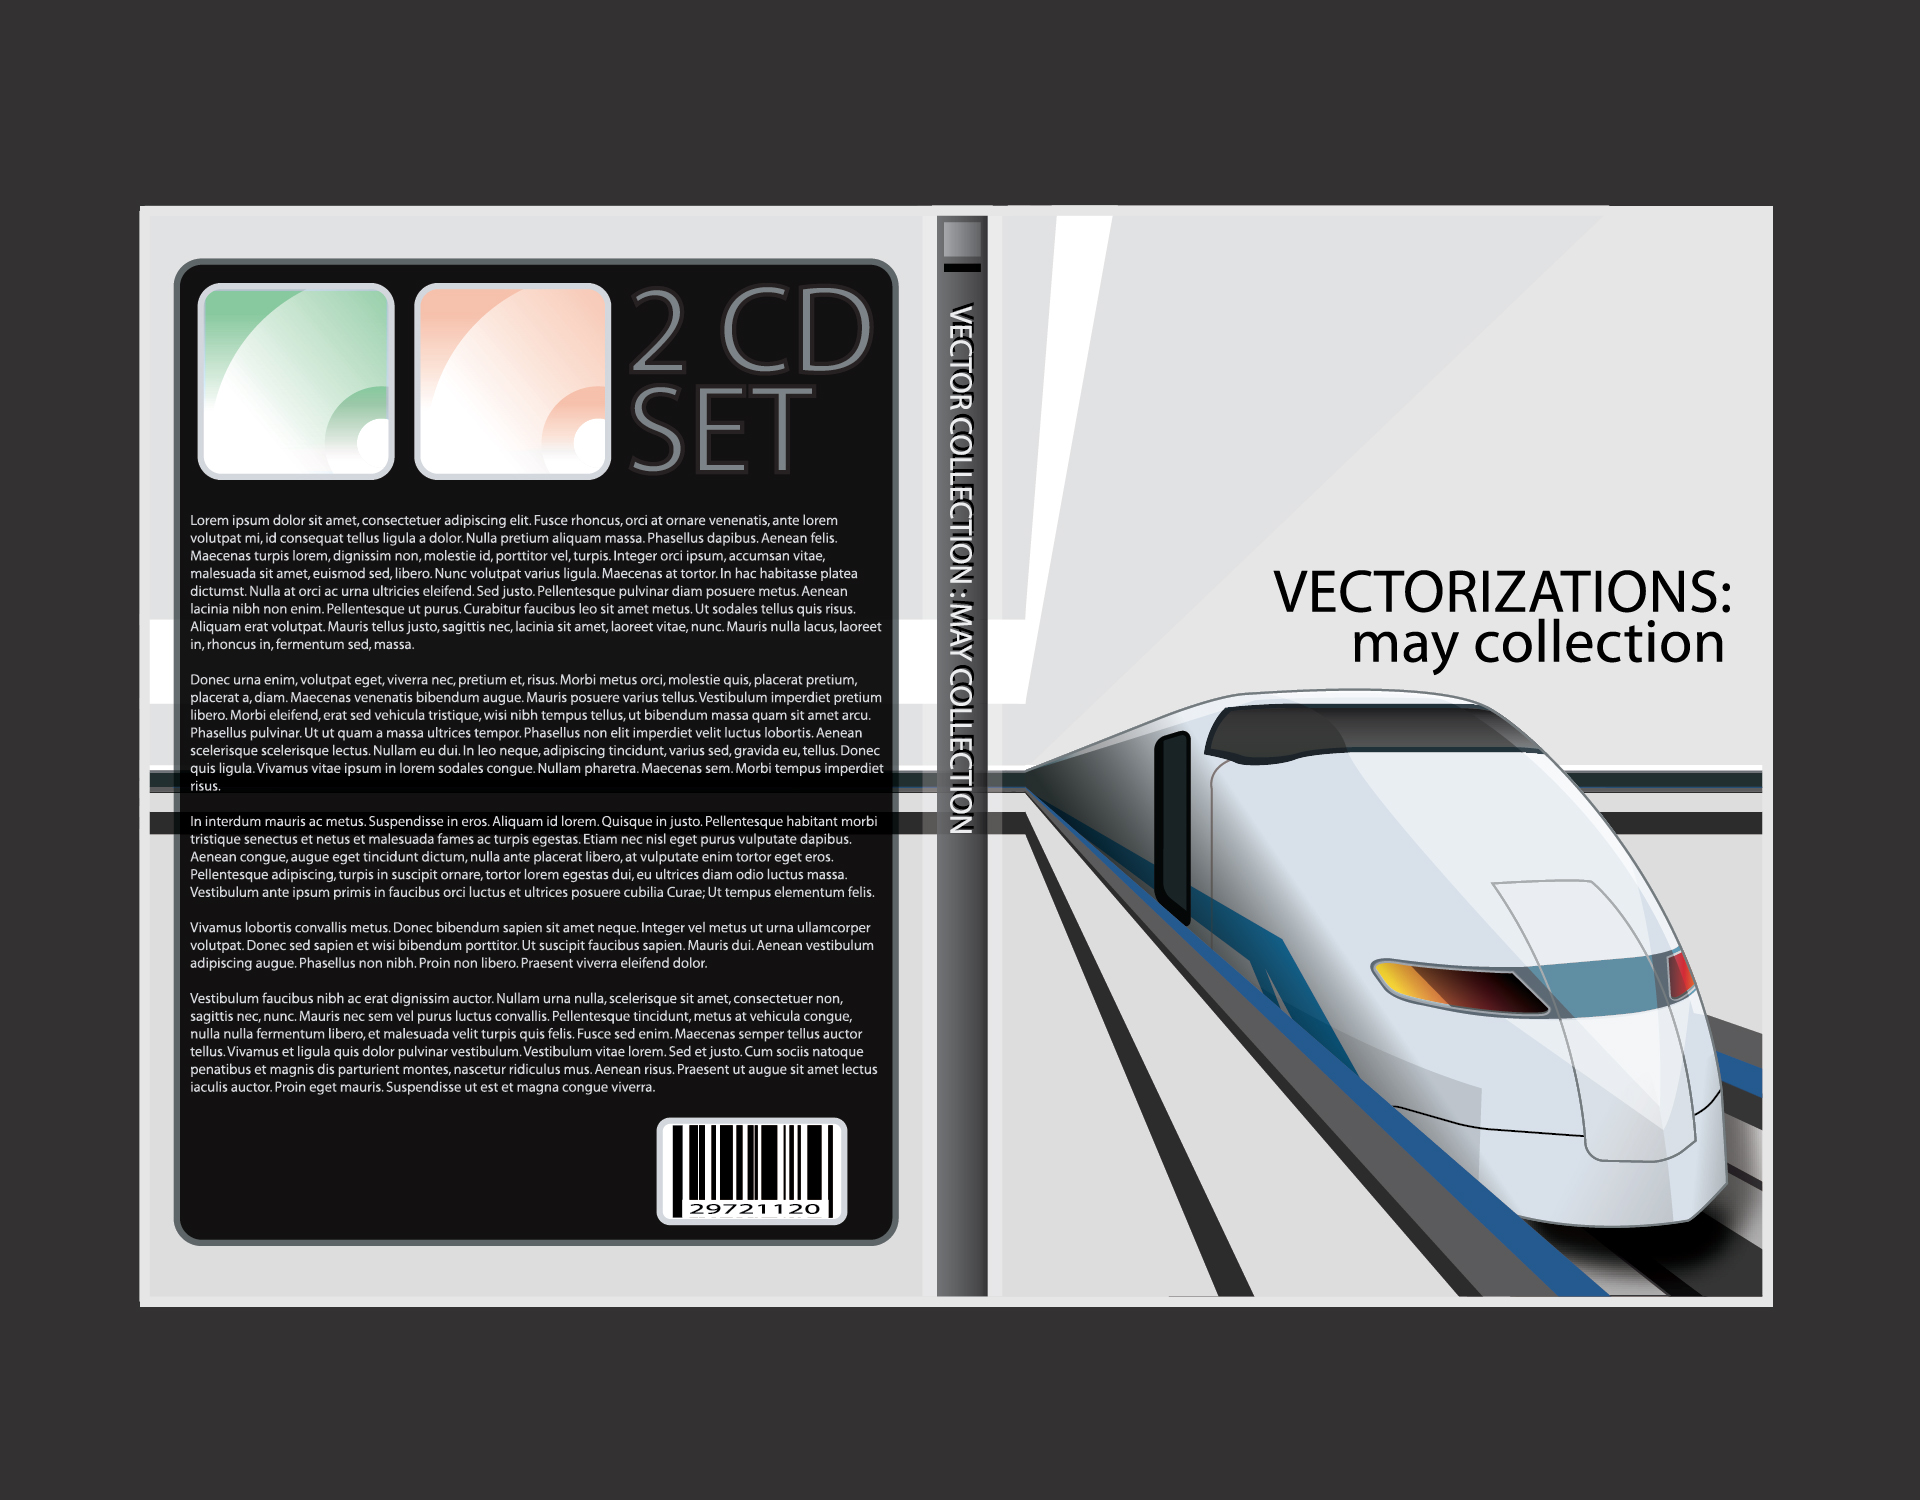 2 CD
SET
Lorem ipsum dolor sit amet, consectetuer adipiscing elit. Fusce rhoncus, orci at ornare venenatis, ante lorem
volutpat mi, id consequat tellus ligula a dolor. Nulla pretium aliquam massa. Phasellus dapibus. Aenean felis.
Maecenas turpis lorem, dignissim non, molestie id, porttitor vel, turpis. Integer orci ipsum, accumsan vitae,
malesuada sit amet, euismod sed, libero. Nunc volutpat varius ligula. Maecenas at tortor. In hac habitasse platea
dictumst. Nulla at orci ac urna ultricies eleifend. Sed justo. Pellentesque pulvinar diam posuere metus. Aenean
lacinia nibh non enim. Pellentesque ut purus. Curabitur faucibus leo sit amet metus. Ut sodales tellus quis risus.
Aliquam erat volutpat. Mauris tellus justo, sagittis nec, lacinia sit amet, laoreet vitae, nunc. Mauris nulla lacus, laoreet
in, rhoncus in, fermentum sed, massa.
Donec urna enim, volutpat eget, viverra nec, pretium et, risus. Morbi metus orci, molestie quis, placerat pretium,
placerat a, diam. Maecenas venenatis bibendum augue. Mauris posuere varius tellus. Vestibulum imperdiet pretium
libero. Morbi eleifend, erat sed vehicula tristique, wisi nibh tempus tellus, ut bibendum massa quam sit amet arcu.
Phasellus pulvinar. Ut ut quam a massa ultrices tempor. Phasellus non elit imperdiet velit luctus lobortis. Aenean
scelerisque scelerisque lectus. Nullam eu dui. In leo neque, adipiscing tincidunt, varius sed, gravida eu, tellus. Donec
quis ligula. Vivamus vitae ipsum in lorem sodales congue. Nullam pharetra. Maecenas sem. Morbi tempus imperdiet
risus.
In interdum mauris ac metus. Suspendisse in eros. Aliquam id lorem. Quisque in justo. Pellentesque habitant morbi
tristique senectus et netus et malesuada fames ac turpis egestas. Etiam nec nisl eget purus vulputate dapibus.
Aenean congue, augue eget tincidunt dictum, nulla ante placerat libero, at vulputate enim tortor eget eros.
Pellentesque adipiscing, turpis in suscipit ornare, tortor lorem egestas dui, eu ultrices diam odio luctus massa.
Vestibulum ante ipsum primis in faucibus orci luctus et ultrices posuere cubilia Curae; Ut tempus elementum felis.
Vivamus lobortis convallis metus. Donec bibendum sapien sit amet neque. Integer vel metus ut urna ullamcorper
volutpat. Donec sed sapien et wisi bibendum porttitor. Ut suscipit faucibus sapien. Mauris dui. Aenean vestibulum
adipiscing augue. Phasellus non nibh. Proin non libero. Praesent viverra eleifend dolor.
Vestibulum faucibus nibh ac erat dignissim auctor. Nullam urna nulla, scelerisque sit amet, consectetuer non,
sagittis nec, nunc. Mauris nec sem vel purus luctus convallis. Pellentesque tincidunt, metus at vehicula congue,
nulla nulla fermentum libero, et malesuada velit turpis quis felis. Fusce sed enim. Maecenas semper tellus auctor
tellus. Vivamus et ligula quis dolor pulvinar vestibulum. Vestibulum vitae lorem. Sed et justo. Cum sociis natoque
penatibus et magnis dis parturient montes, nascetur ridiculus mus. Aenean risus. Praesent ut augue sit amet lectus
iaculis auctor. Proin eget mauris. Suspendisse ut est et magna congue viverra.
29721120
VECTOR COLLECTION : MAY COLLECTION
VECTORIZATIONS:
may collection